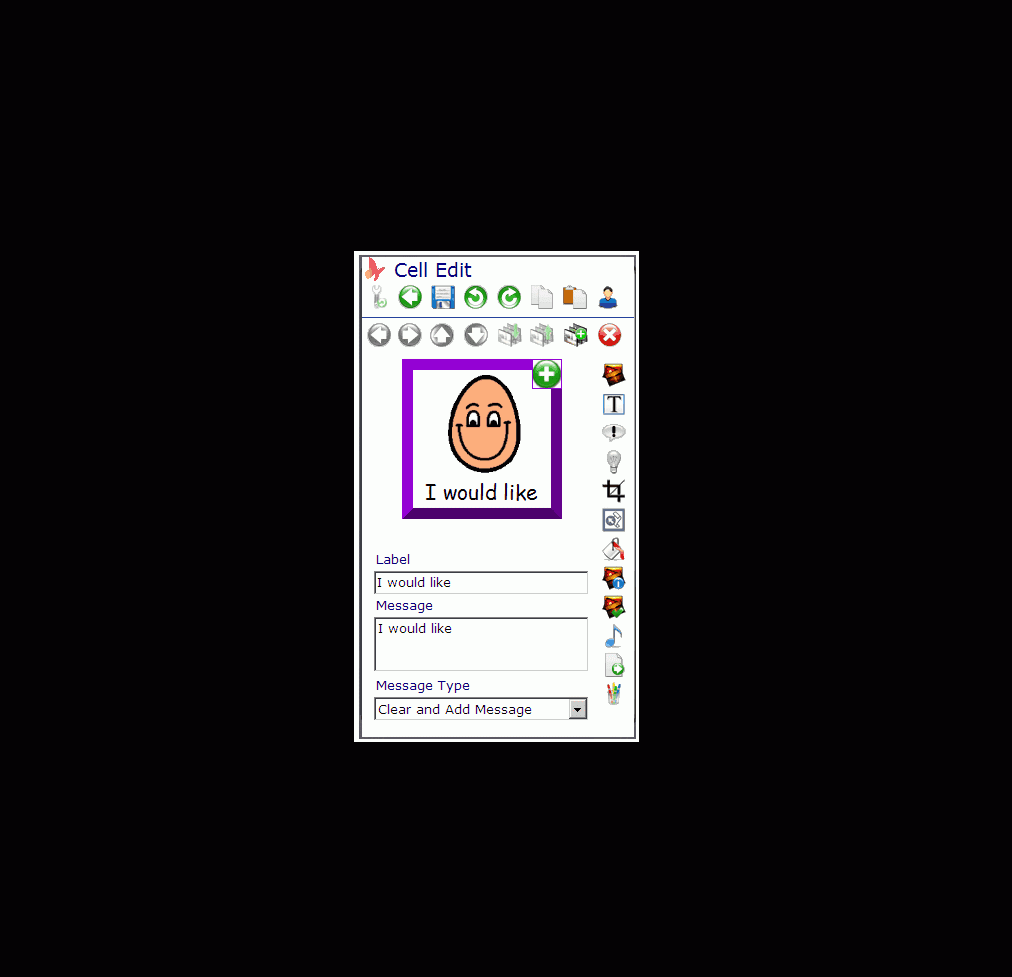 Cell Edit
T
I would like
Label
I would like
Message
I would like
Message Type
Clear and Add Message